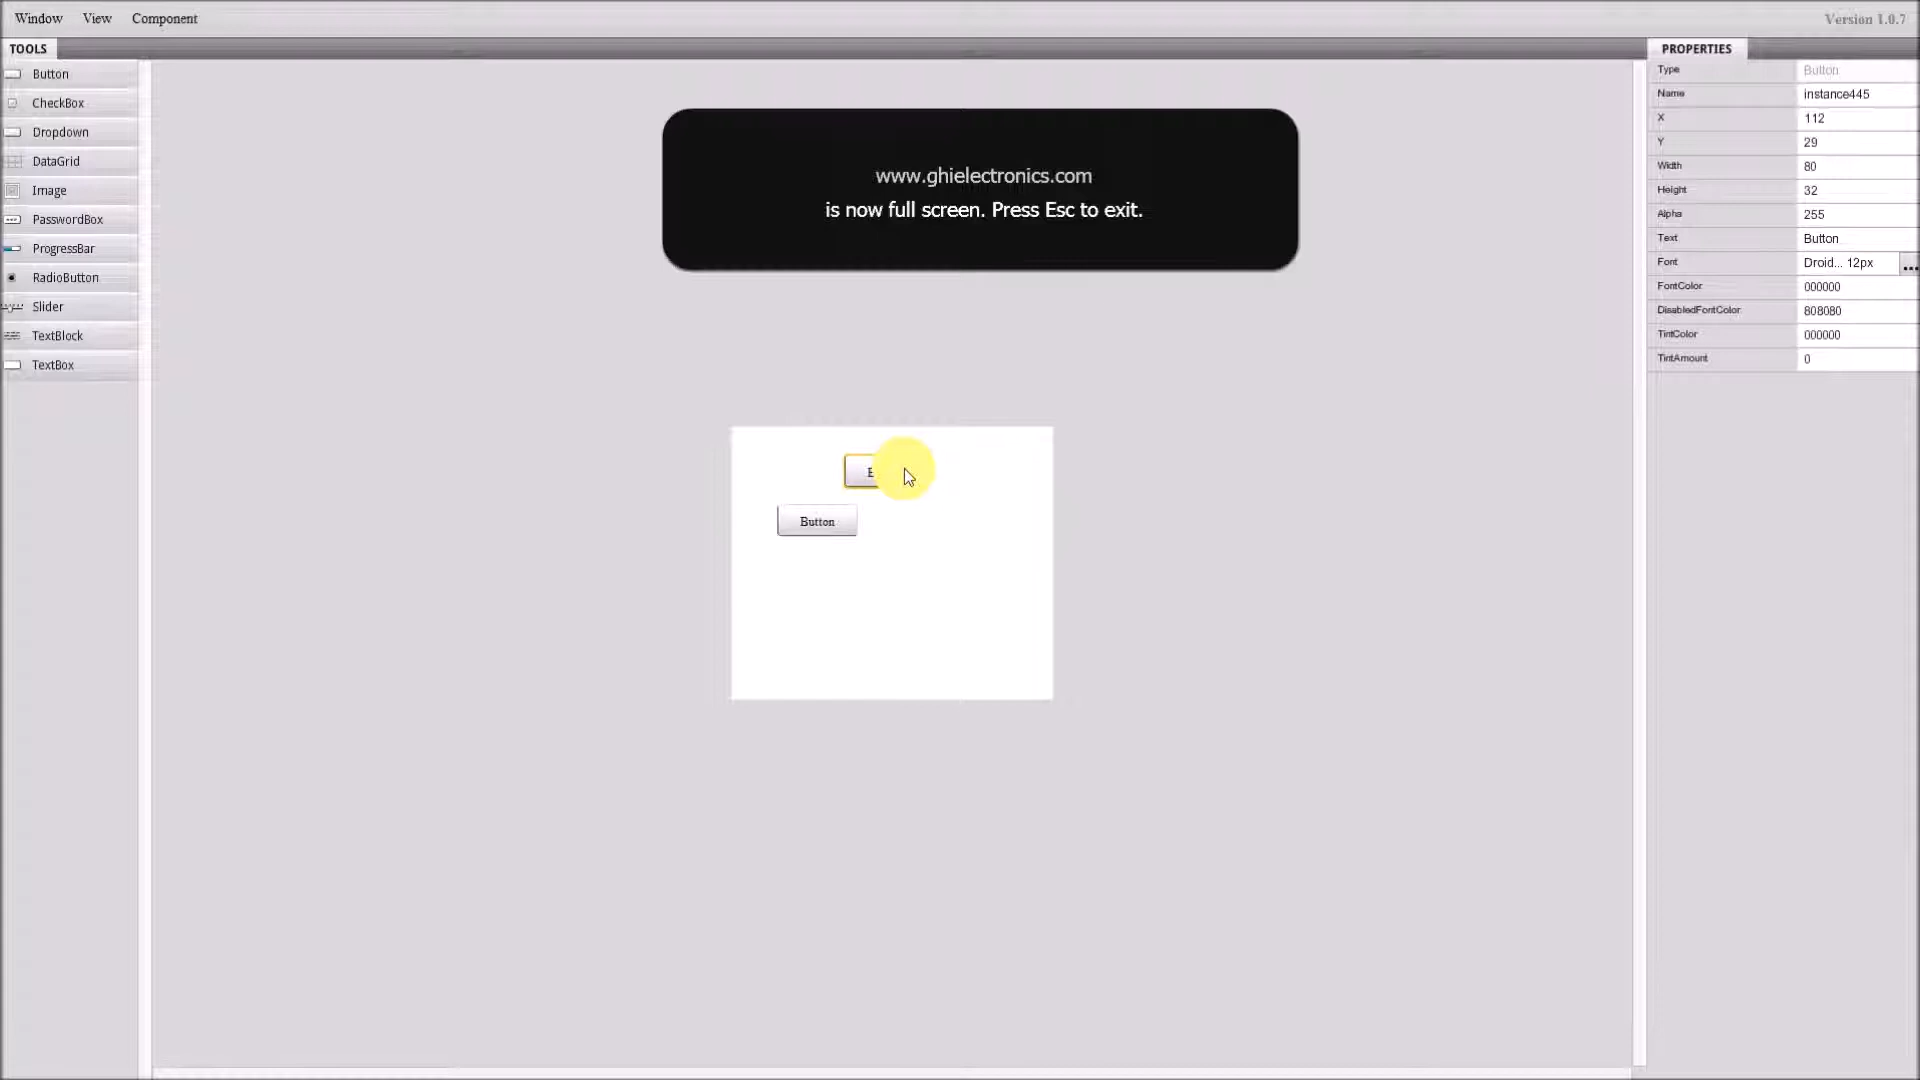 Window View Component
Version 1.0.7
TOOLS
Button
CheckBox
Dropdown
DataGrid
Image
PasswordBox
ProgressBar
RadioButton
Slider
TextBlock
TextBox
www.ghielectronics.com
is now full screen. Press Esc to exit.
Button
PROPERTIES
Type Button
Name instance445
X 112
Y 29
Width 80
Height 32
Alpha 255
Text Button
Font Droid... 12px ...
FontColor 000000
DisabledFontColor 808080
TintColor 000000
TintAmount 0